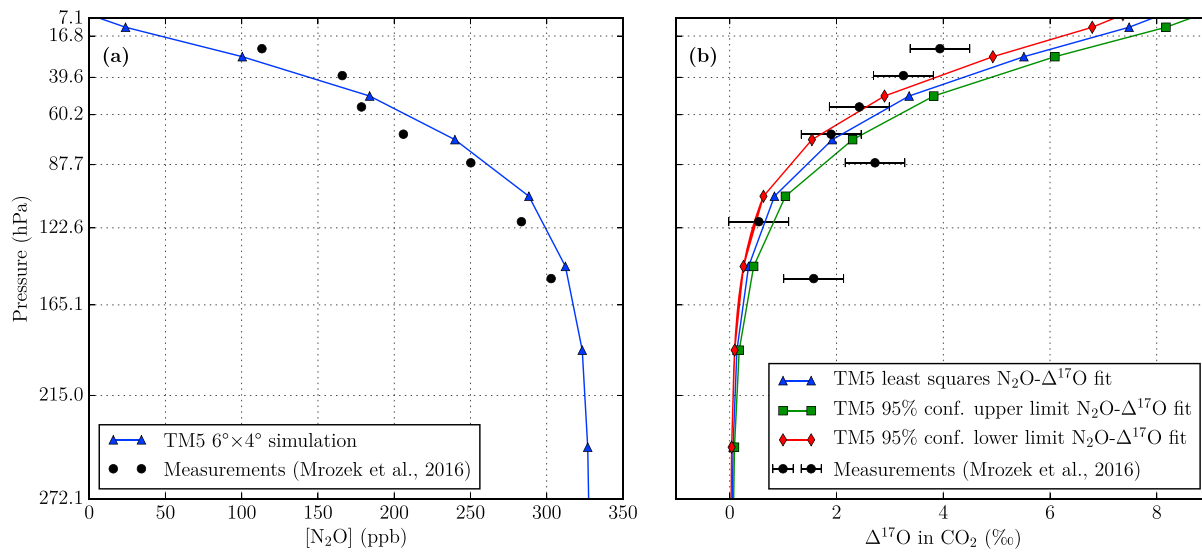 7.1
16.8
39.6
60.2
87.7
122.6
165.1
215.0
272.1
Pressure (hPa)
(a)
TM5 6°×4° simulation
Measurements (Mrozek et al., 2016)
0 50 100 150 200 250 300 350
[N₂O] (ppb)
(b)
TM5 least squares N₂O-Δ¹⁷O fit
TM5 95% conf. upper limit N₂O-Δ¹⁷O fit
TM5 95% conf. lower limit N₂O-Δ¹⁷O fit
Measurements (Mrozek et al., 2016)
0 2 4 6 8
Δ¹⁷O in CO₂ (‰)